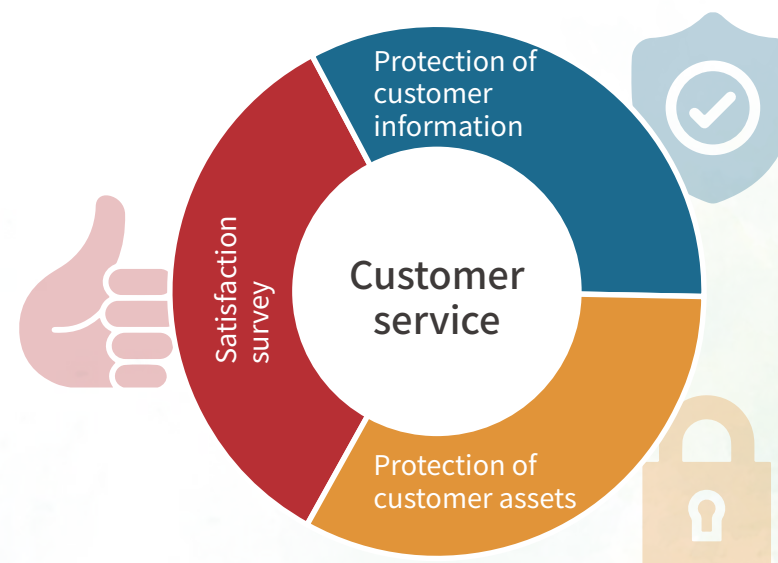 Protection of
customer
information
Satisfaction
survey
Customer
service
Protection of
customer assets